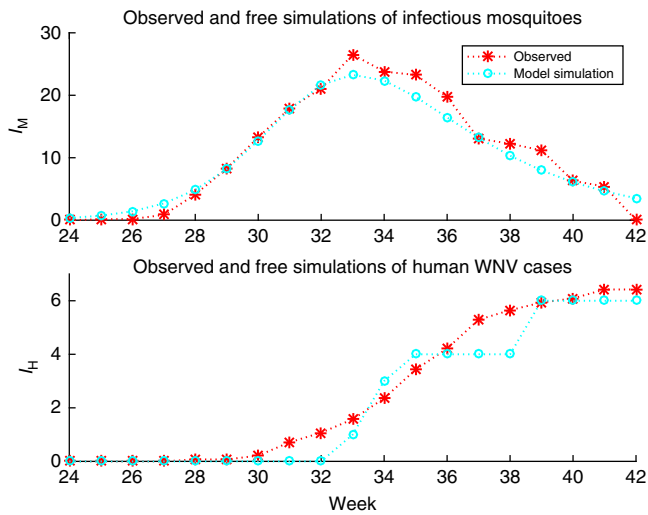 Observed and free simulations of infectious mosquitoes
30
20
10
0
I_M
Observed
Model simulation
24 26 28 30 32 34 36 38 40 42
Observed and free simulations of human WNV cases
6
4
2
0
I_H
24 26 28 30 32 34 36 38 40 42
Week